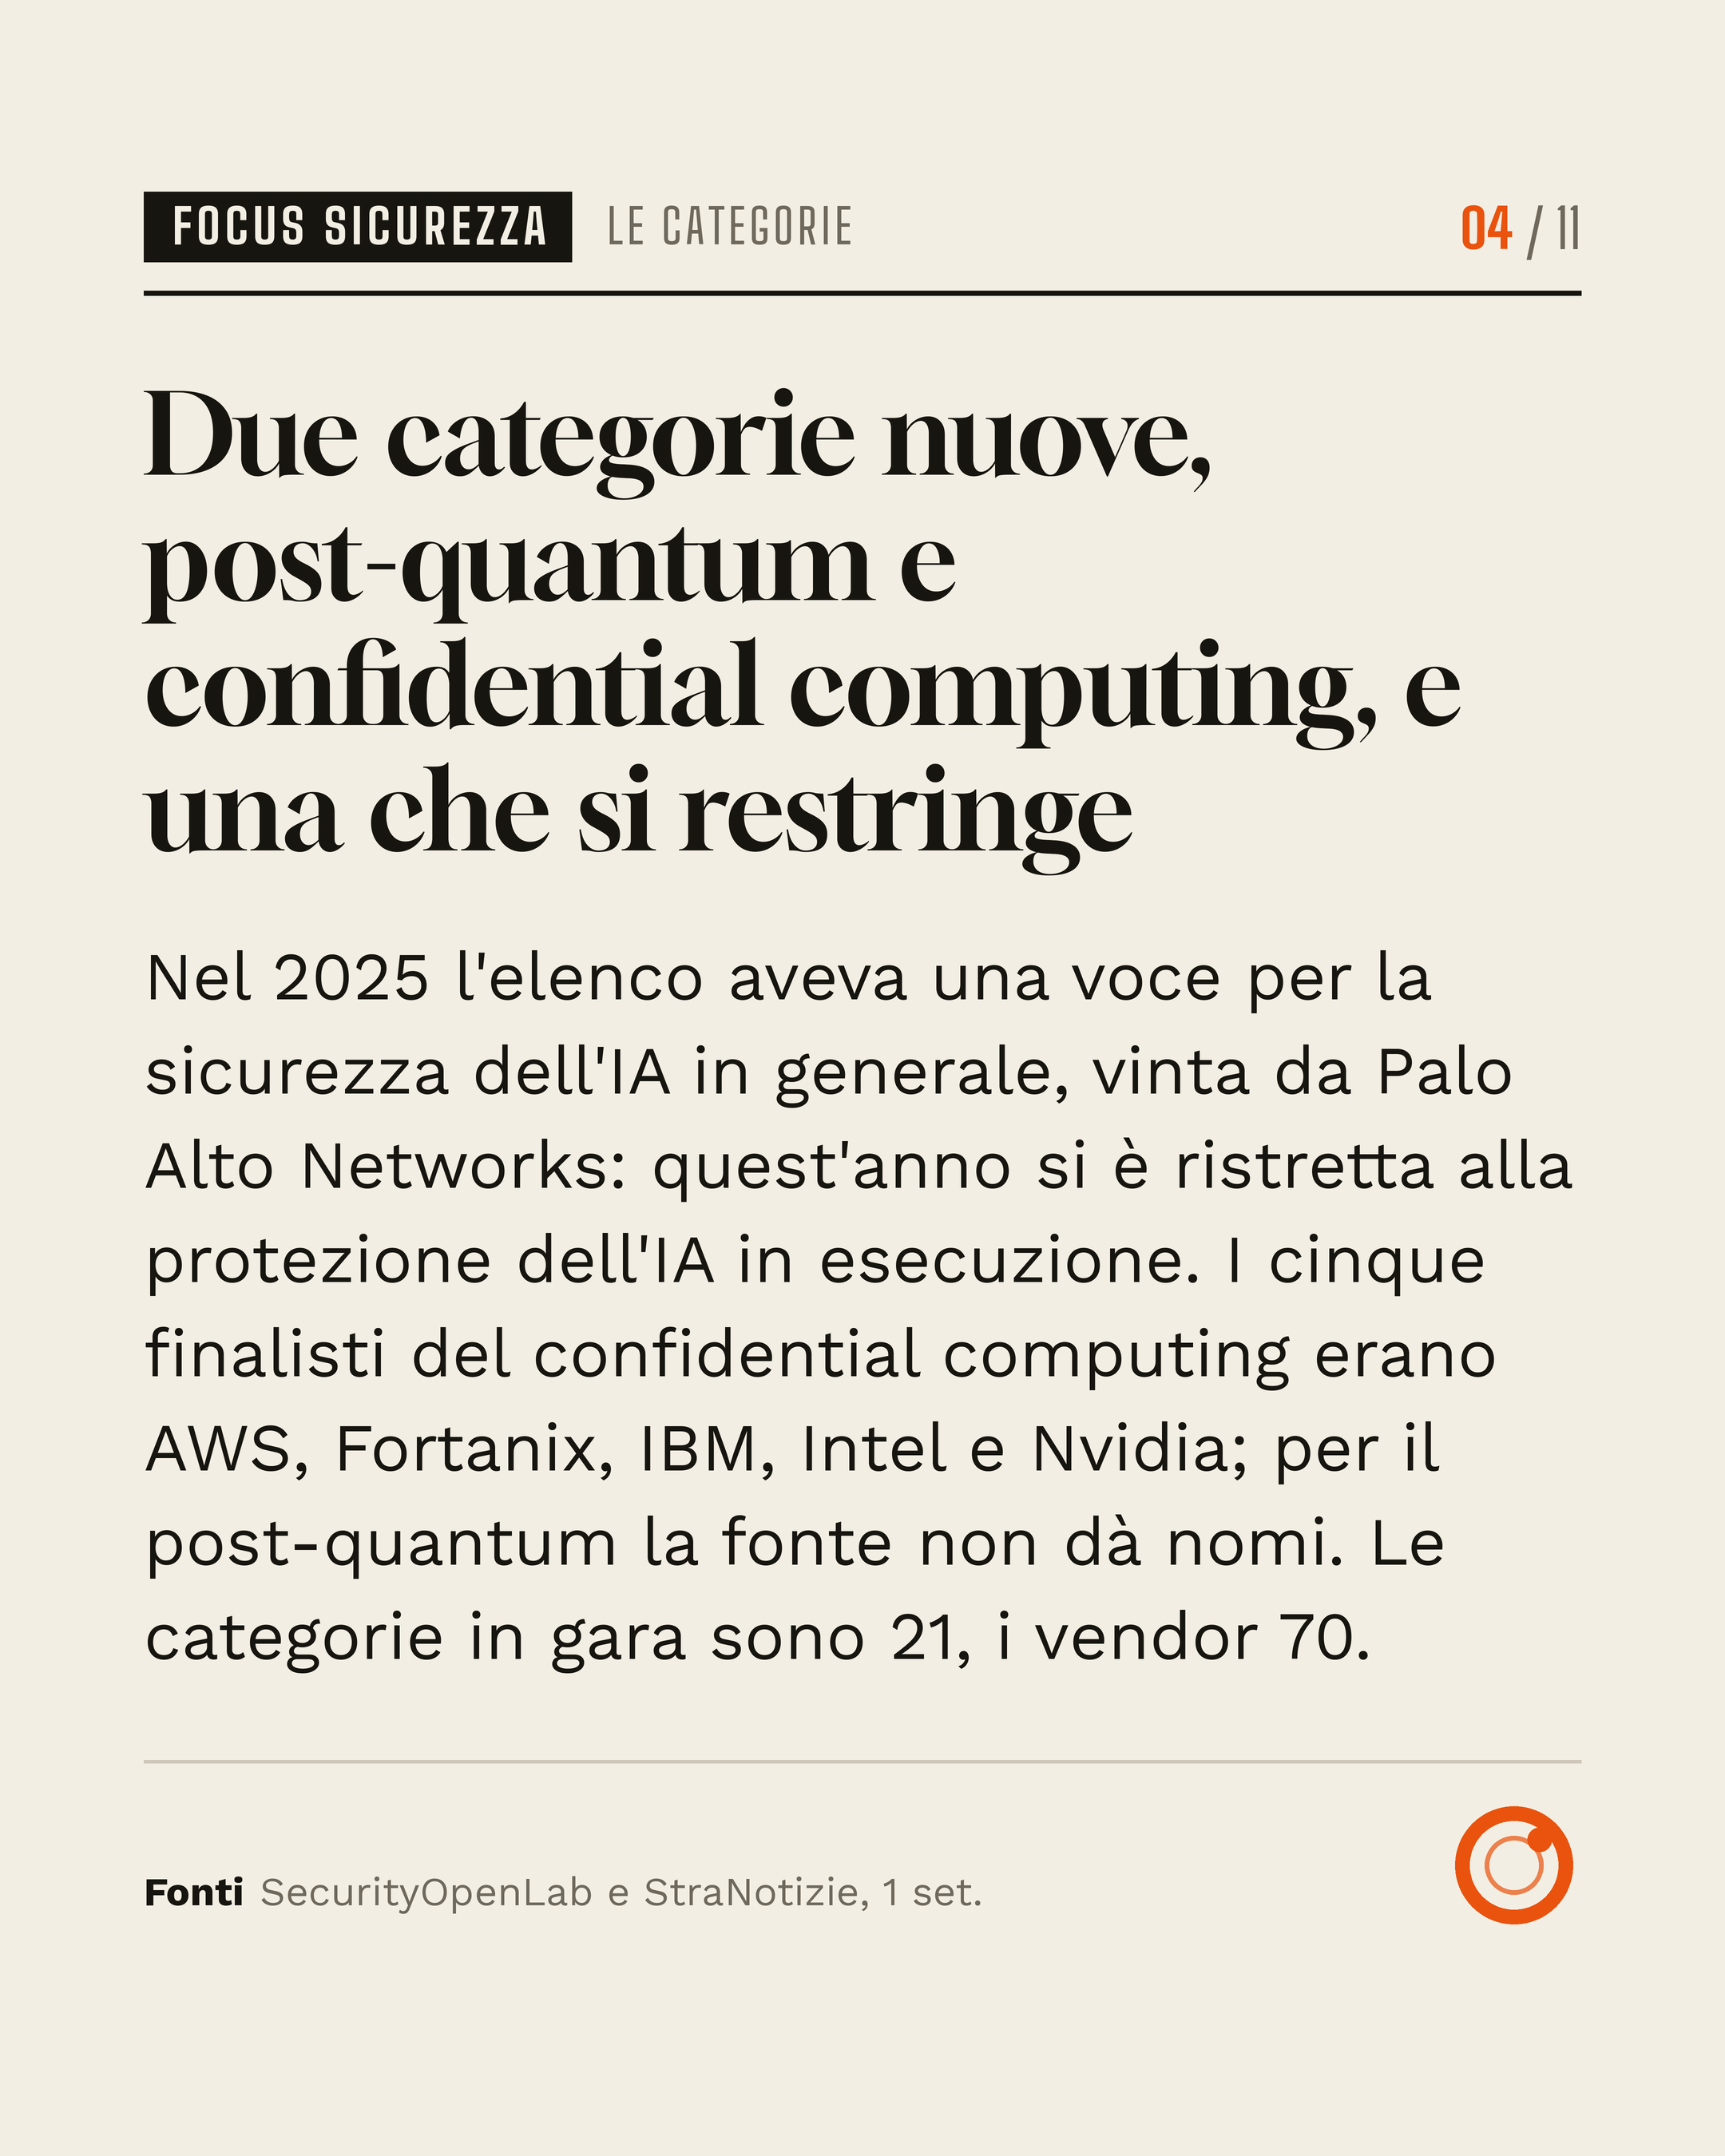 FOCUS SICUREZZA LE CATEGORIE 04 / 11
Due categorie nuove,
post-quantum e
confidential computing, e
una che si restringe
Nel 2025 l'elenco aveva una voce per la
sicurezza dell'IA in generale, vinta da Palo
Alto Networks: quest'anno si è ristretta alla
protezione dell'IA in esecuzione. I cinque
finalisti del confidential computing erano
AWS, Fortanix, IBM, Intel e Nvidia; per il
post-quantum la fonte non dà nomi. Le
categorie in gara sono 21, i vendor 70.
Fonti SecurityOpenLab e StraNotizie, 1 set.